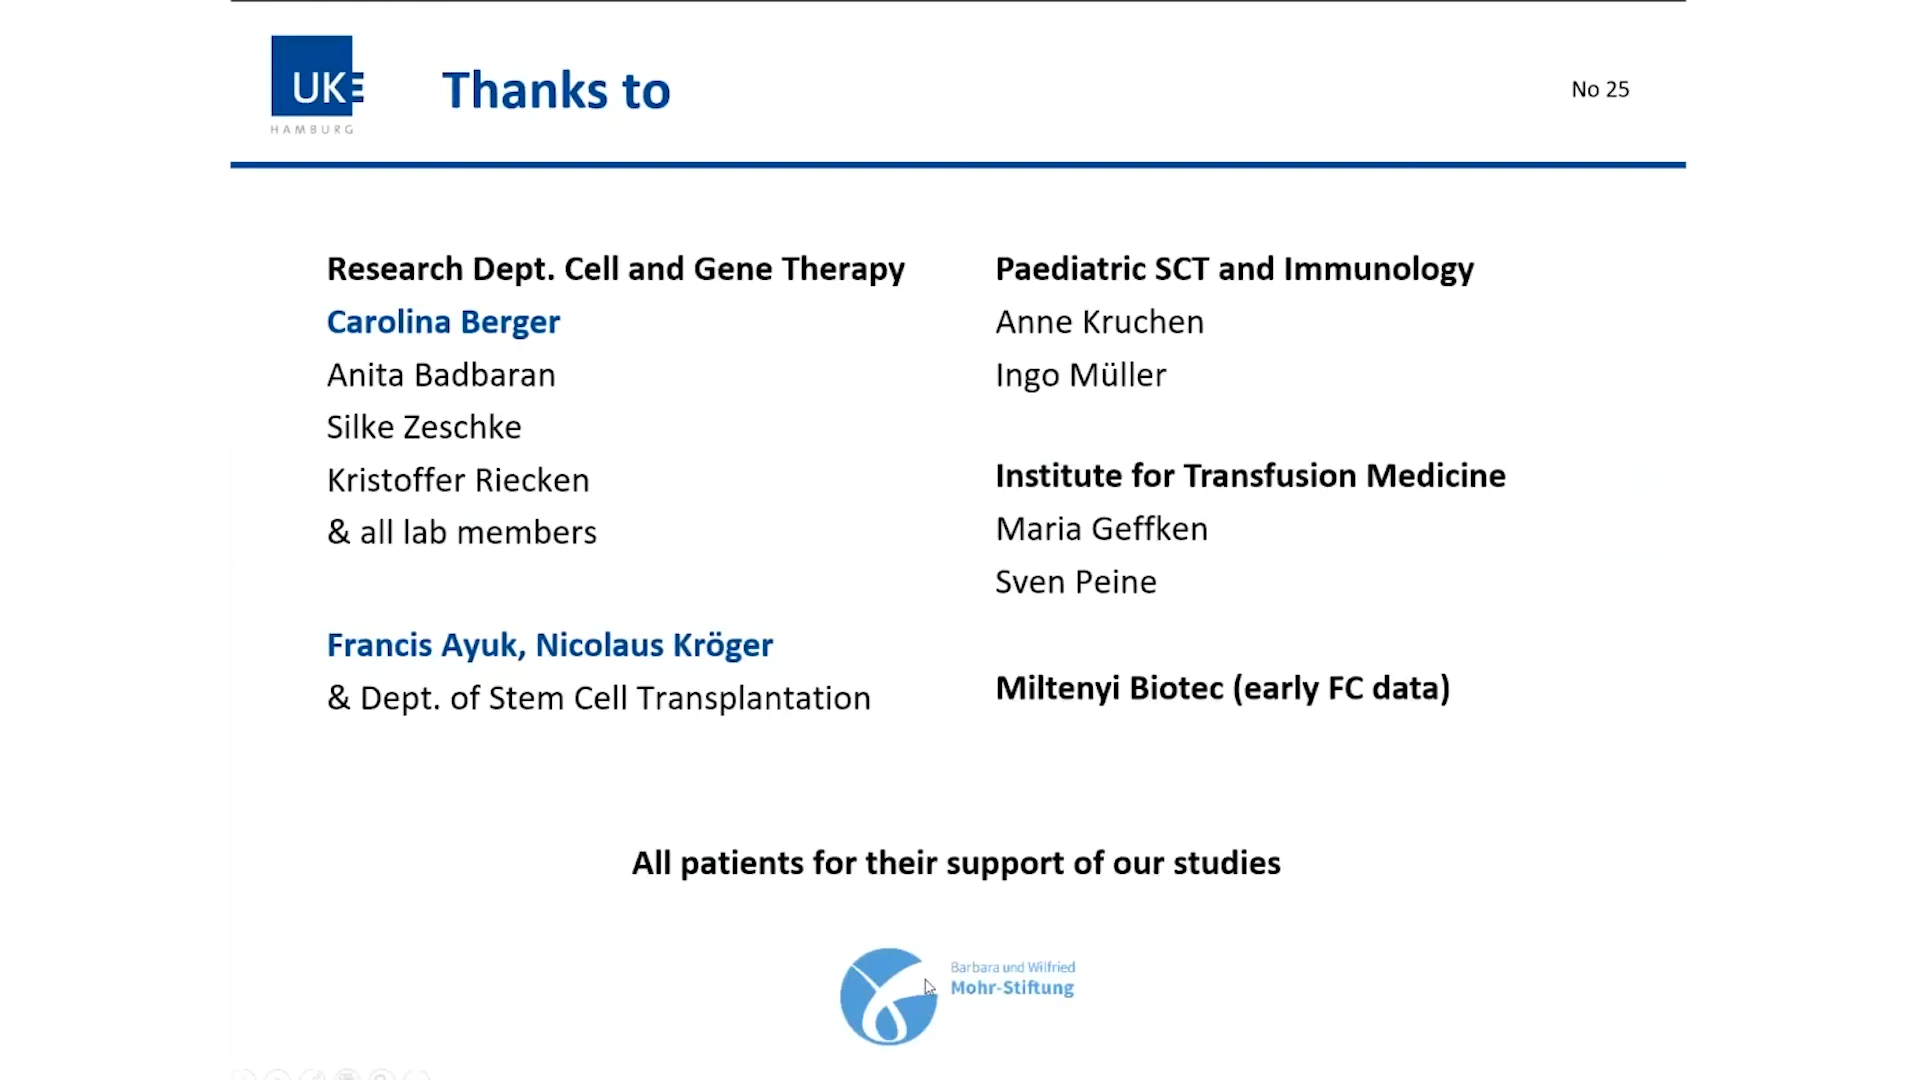 UKE
HAMBURG
Thanks to
No 25
Research Dept. Cell and Gene Therapy
Carolina Berger
Anita Badbaran
Silke Zeschke
Kristoffer Riecken
& all lab members
Francis Ayuk, Nicolaus Kröger
& Dept. of Stem Cell Transplantation
Paediatric SCT and Immunology
Anne Kruchen
Ingo Müller
Institute for Transfusion Medicine
Maria Geffken
Sven Peine
Miltenyi Biotec (early FC data)
All patients for their support of our studies
Barbara und Wilfried
Mohr-Stiftung